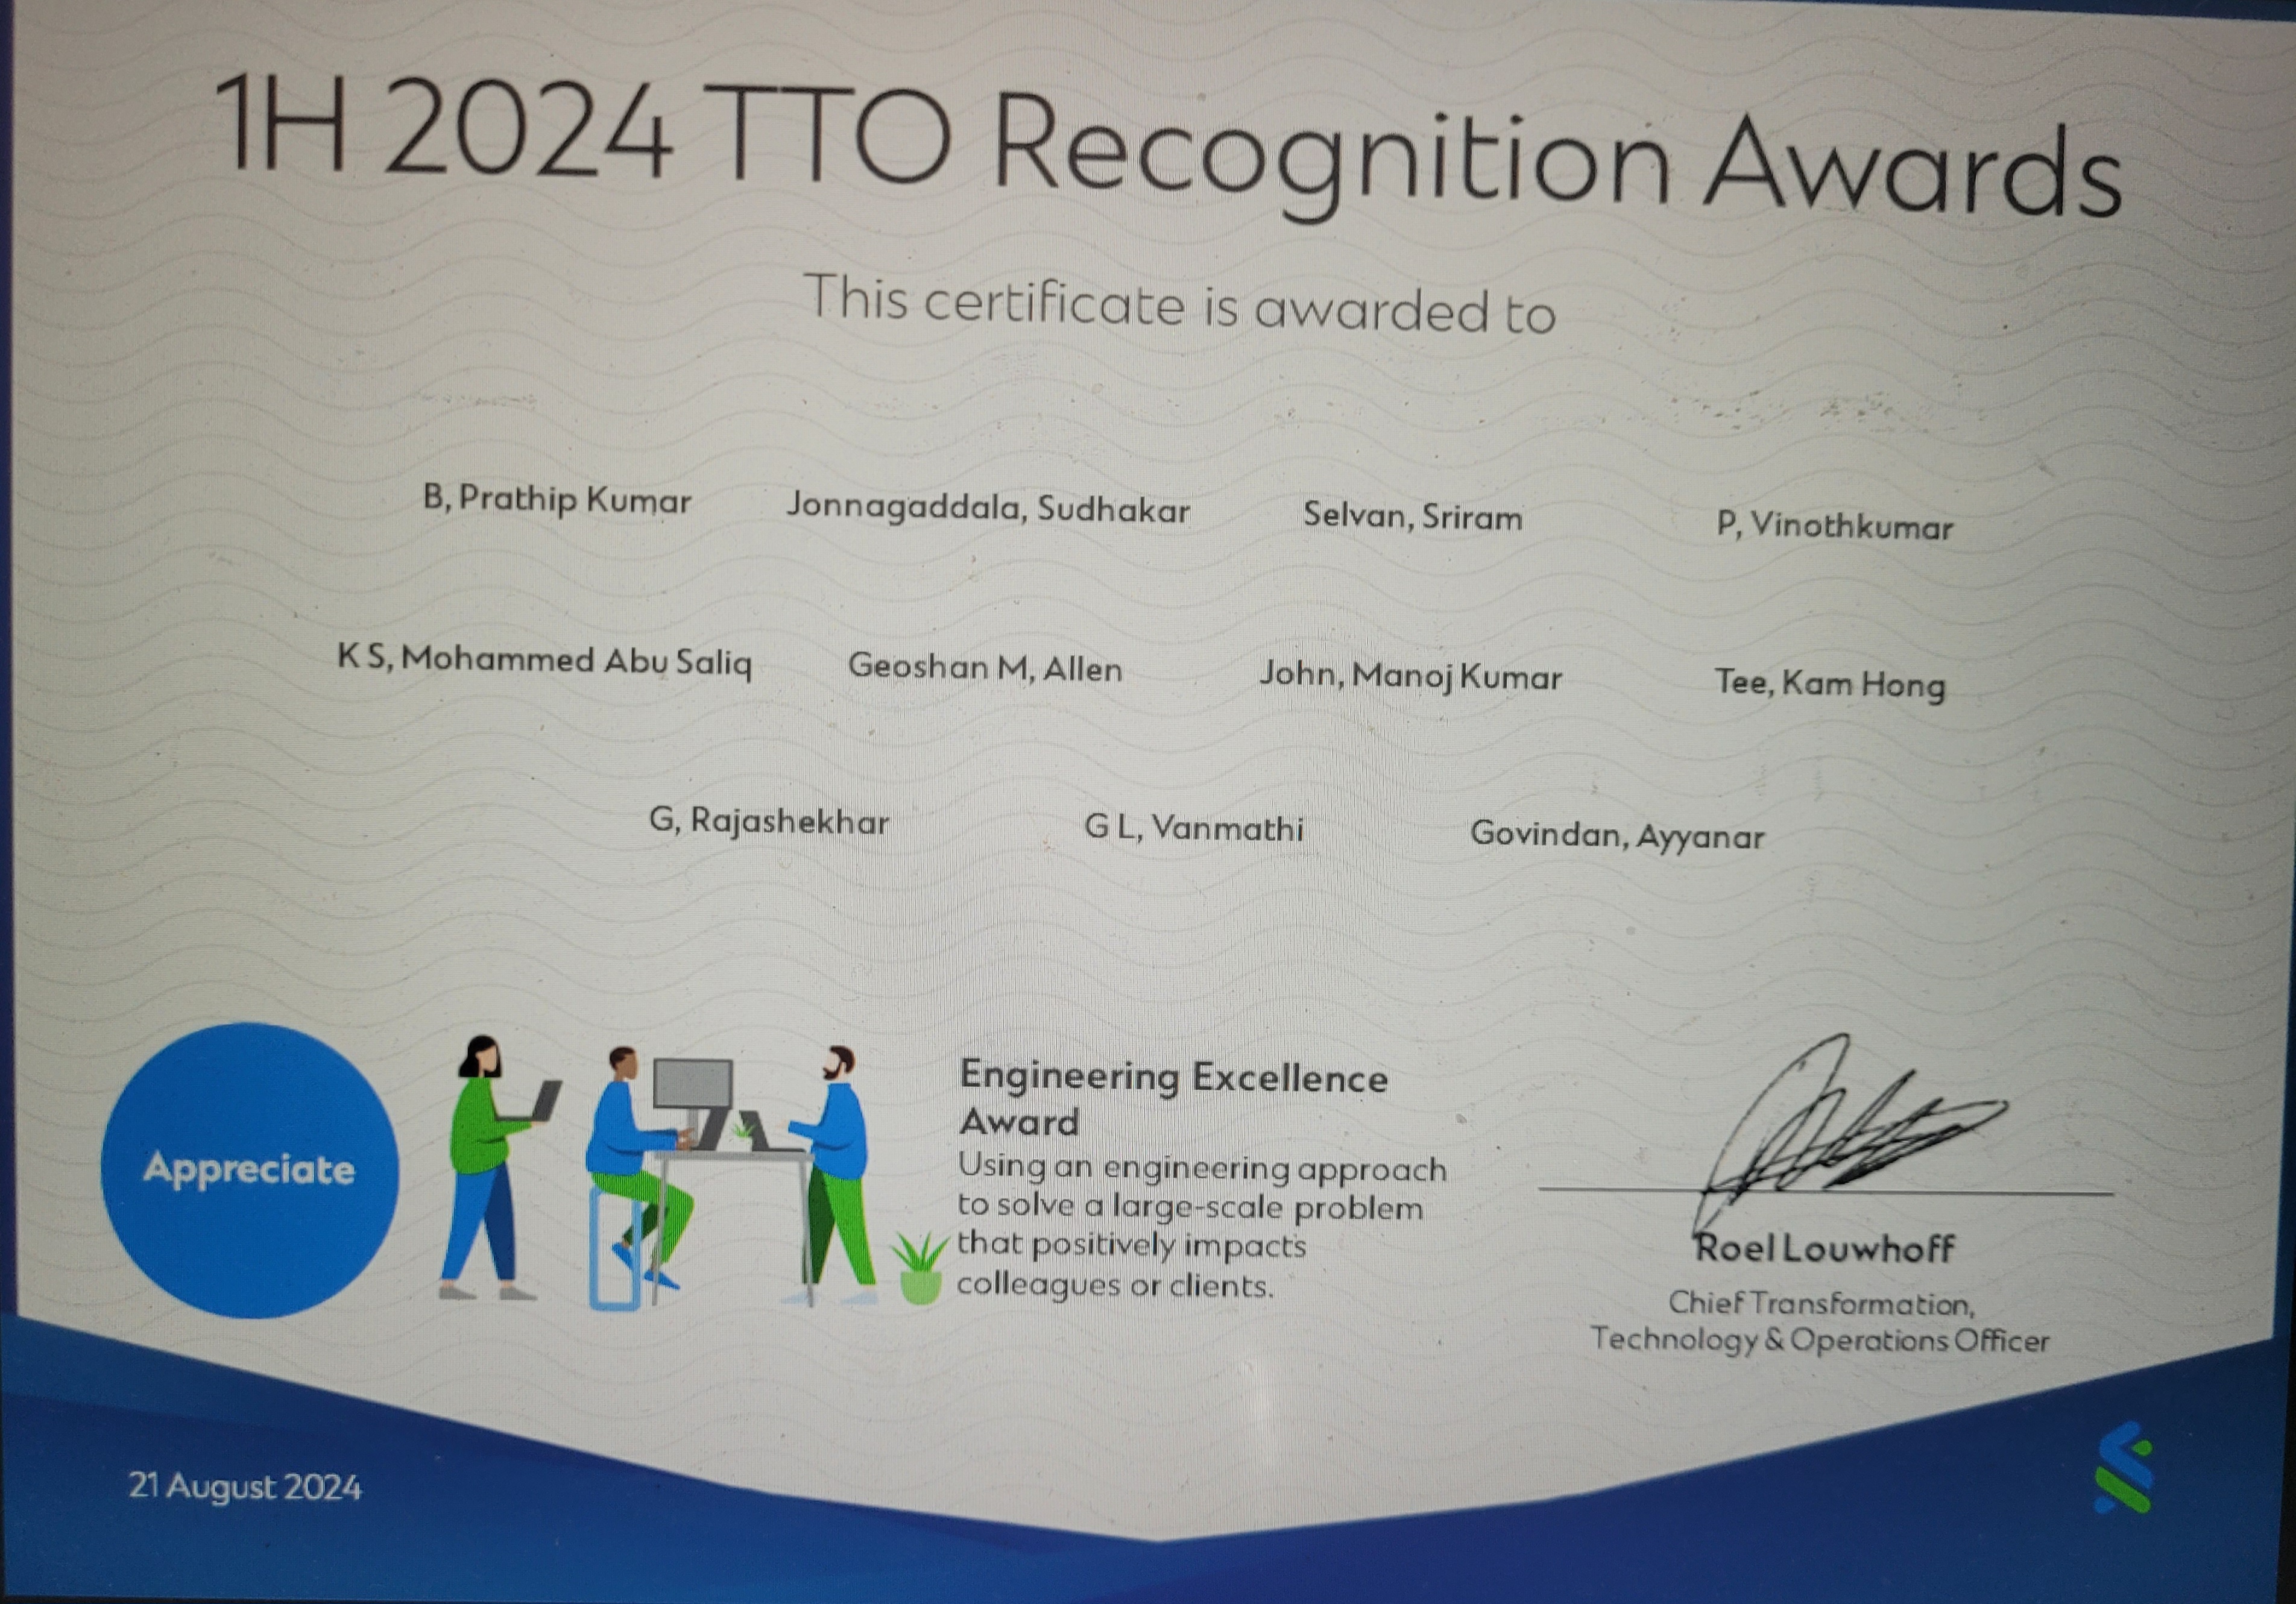 1H 2024 TTO Recognition Awards
This certificate is awarded to
B, Prathip Kumar Jonnagaddala, Sudhakar Selvan, Sriram P, Vinothkumar
K S, Mohammed Abu Saliq Geoshan M, Allen John, Manoj Kumar Tee, Kam Hong
G, Rajashekhar G L, Vanmathi Govindan, Ayyanar
Appreciate
Engineering Excellence
Award
Using an engineering approach
to solve a large-scale problem
that positively impacts
colleagues or clients.
Roel Louwhoff
Chief Transformation,
Technology & Operations Officer
21 August 2024